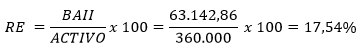 RE = BAII / ACTIVO x 100 = 63.142,86 / 360.000 x 100 = 17,54%